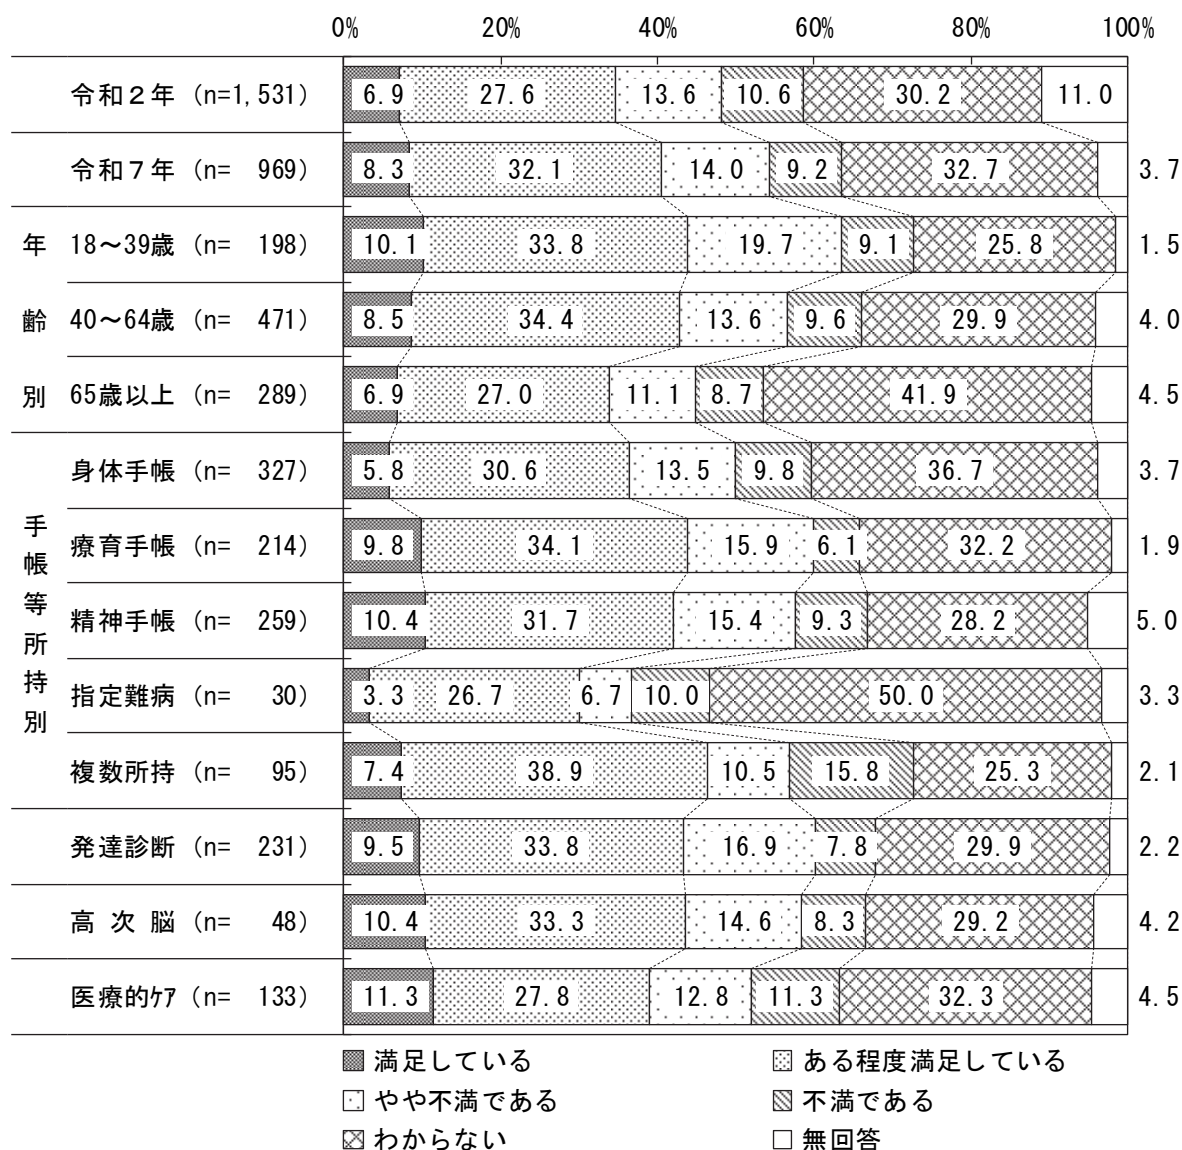 0% 20% 40% 60% 80% 100%
令和２年 (n=1,531) 6.9 27.6 13.6 10.6 30.2 11.0
令和７年 (n= 969) 8.3 32.1 14.0 9.2 32.7 3.7
年齢別
18～39歳 (n= 198) 10.1 33.8 19.7 9.1 25.8 1.5
40～64歳 (n= 471) 8.5 34.4 13.6 9.6 29.9 4.0
65歳以上 (n= 289) 6.9 27.0 11.1 8.7 41.9 4.5
手帳等所持別
身体手帳 (n= 327) 5.8 30.6 13.5 9.8 36.7 3.7
療育手帳 (n= 214) 9.8 34.1 15.9 6.1 32.2 1.9
精神手帳 (n= 259) 10.4 31.7 15.4 9.3 28.2 5.0
指定難病 (n= 30) 3.3 26.7 6.7 10.0 50.0 3.3
複数所持 (n= 95) 7.4 38.9 10.5 15.8 25.3 2.1
発達診断 (n= 231) 9.5 33.8 16.9 7.8 29.9 2.2
高次脳 (n= 48) 10.4 33.3 14.6 8.3 29.2 4.2
医療的ｹｱ (n= 133) 11.3 27.8 12.8 11.3 32.3 4.5
満足している ある程度満足している
やや不満である 不満である
わからない 無回答